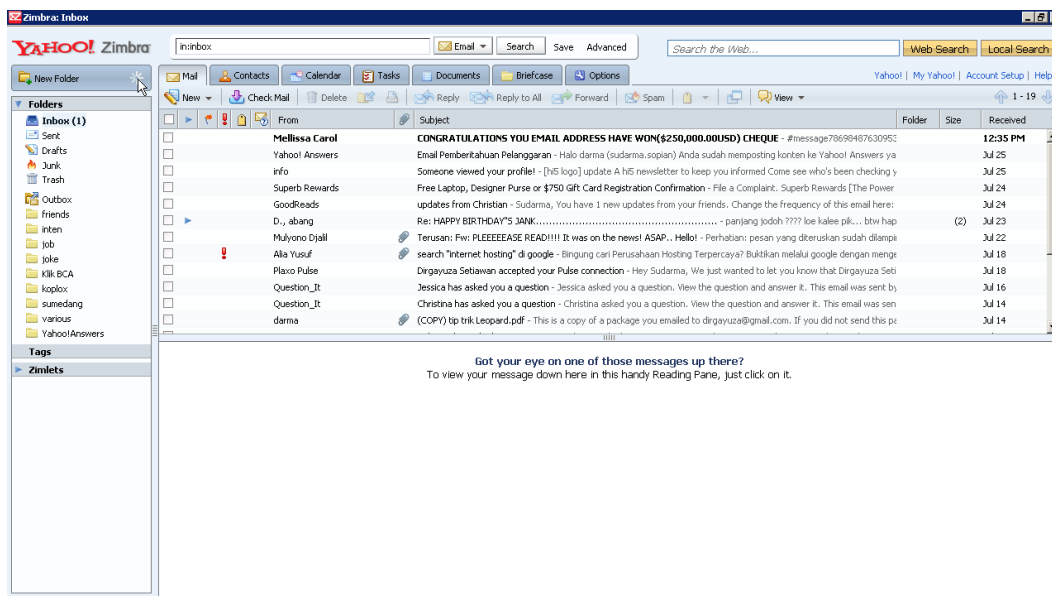 Zimbra: Inbox
YAHOO! Zimbra
in:inbox Email Search Save Advanced Search the Web... Web Search Local Search
New Folder Mail Contacts Calendar Tasks Documents Briefcase Options Yahoo! | My Yahoo! | Account Setup | Help
New Check Mail Delete Reply Reply to All Forward Spam View 1 - 19
Folders
Inbox (1)
Sent
Drafts
Junk
Trash
Outbox
friends
inten
job
joke
Klik BCA
koplox
sumedang
various
Yahoo!Answers
Tags
Zimlets
From Subject Folder Size Received
Mellissa Carol CONGRATULATIONS YOU EMAIL ADDRESS HAVE WON($250,000.00USD) CHEQUE - #message78698487630953 12:35 PM
Yahoo! Answers Email Pemberitahuan Pelanggaran - Halo darma (sudarma.sopian) Anda sudah memposting konten ke Yahoo! Answers ya Jul 25
info Someone viewed your profile! - [hi5 logo] update A hi5 newsletter to keep you informed Come see who's been checking y Jul 25
Superb Rewards Free Laptop, Designer Purse or $750 Gift Card Registration Confirmation - File a Complaint. Superb Rewards [The Power Jul 24
GoodReads updates from Christian - Sudarma, You have 1 new updates from your friends. Change the frequency of this email here: Jul 24
D., abang Re: HAPPY BIRTHDAY"S JANK...................................................... - panjang jodoh ???? loe kalee pik... btw hap (2) Jul 23
Mulyono Djalil Terusan: Fw: PLEEEEEASE READ!!!! It was on the news! ASAP.. Hello! - Perhatian: pesan yang diteruskan sudah dilampi Jul 22
Alia Yusuf search "internet hosting" di google - Bingung cari Perusahaan Hosting Terpercaya? Buktikan melalui google dengan menge Jul 18
Plaxo Pulse Dirgayuza Setiawan accepted your Pulse connection - Hey Sudarma, We just wanted to let you know that Dirgayuza Seti Jul 18
Question_It Jessica has asked you a question - Jessica asked you a question. View the question and answer it. This email was sent by Jul 16
Question_It Christina has asked you a question - Christina asked you a question. View the question and answer it. This email was sen Jul 14
darma (COPY) tip trik Leopard.pdf - This is a copy of a package you emailed to dirgayuza@gmail.com. If you did not send this pa Jul 14
Got your eye on one of those messages up there?
To view your message down here in this handy Reading Pane, just click on it.